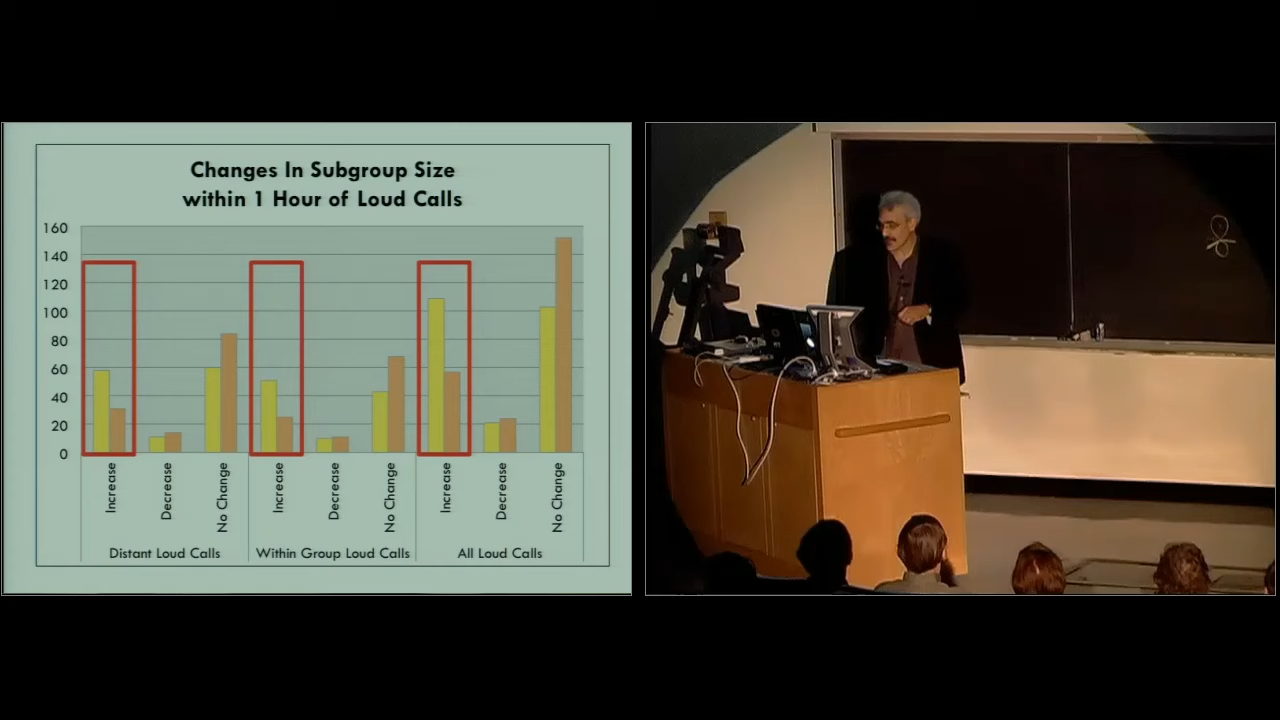 Changes In Subgroup Size
within 1 Hour of Loud Calls
160
140
120
100
80
60
40
20
0
Increase
Decrease
No Change
Increase
Decrease
No Change
Increase
Decrease
No Change
Distant Loud Calls
Within Group Loud Calls
All Loud Calls